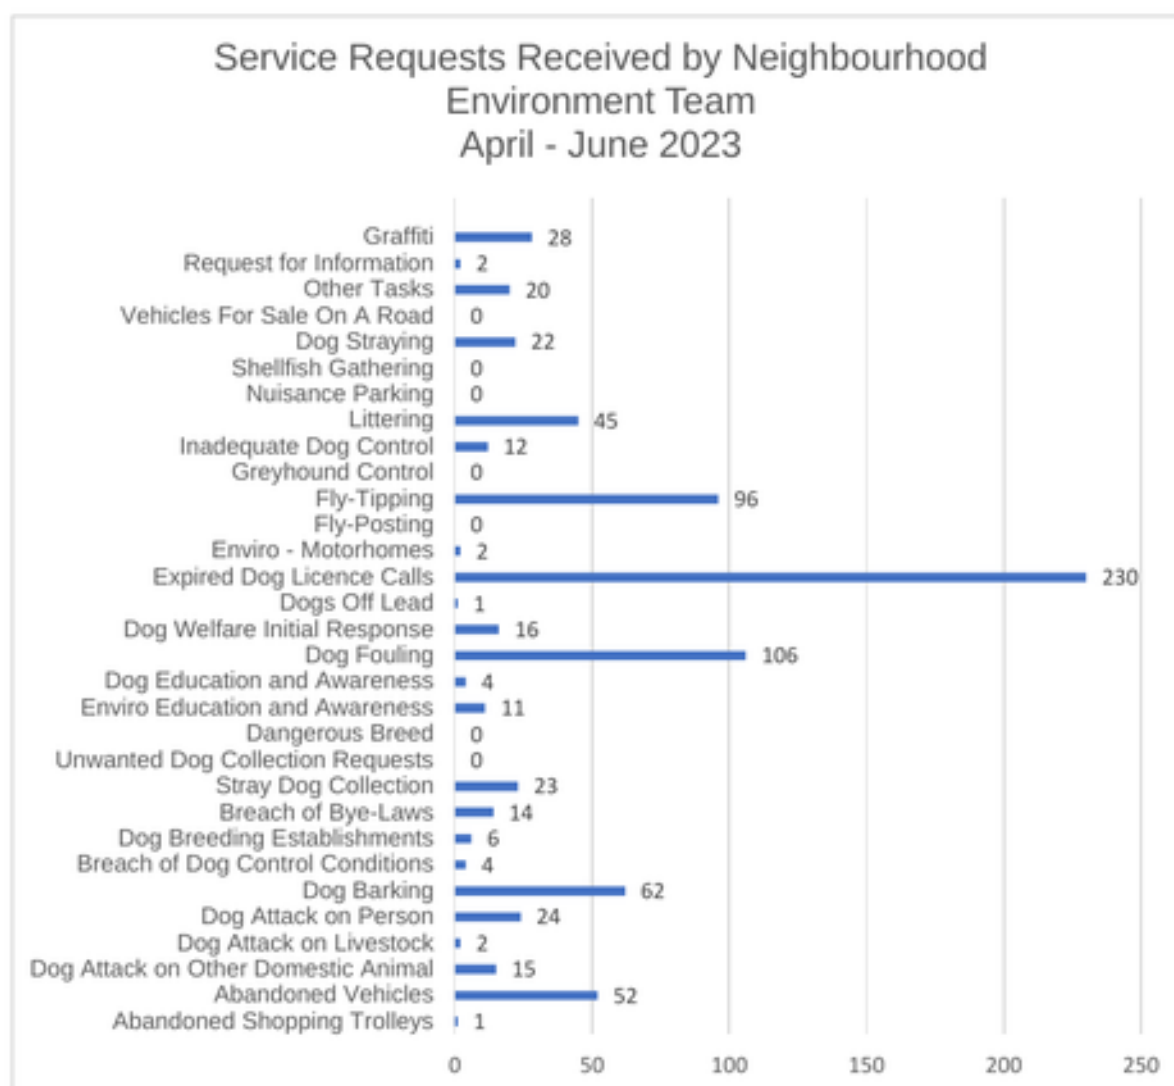 Service Requests Received by Neighbourhood
Environment Team
April - June 2023
Graffiti 28
Request for Information 2
Other Tasks 20
Vehicles For Sale On A Road 0
Dog Straying 22
Shellfish Gathering 0
Nuisance Parking 0
Littering 45
Inadequate Dog Control 12
Greyhound Control 0
Fly-Tipping 96
Fly-Posting 0
Enviro - Motorhomes 2
Expired Dog Licence Calls 230
Dogs Off Lead 1
Dog Welfare Initial Response 16
Dog Fouling 106
Dog Education and Awareness 4
Enviro Education and Awareness 11
Dangerous Breed 0
Unwanted Dog Collection Requests 0
Stray Dog Collection 23
Breach of Bye-Laws 14
Dog Breeding Establishments 6
Breach of Dog Control Conditions 4
Dog Barking 62
Dog Attack on Person 24
Dog Attack on Livestock 2
Dog Attack on Other Domestic Animal 15
Abandoned Vehicles 52
Abandoned Shopping Trolleys 1
0 50 100 150 200 250